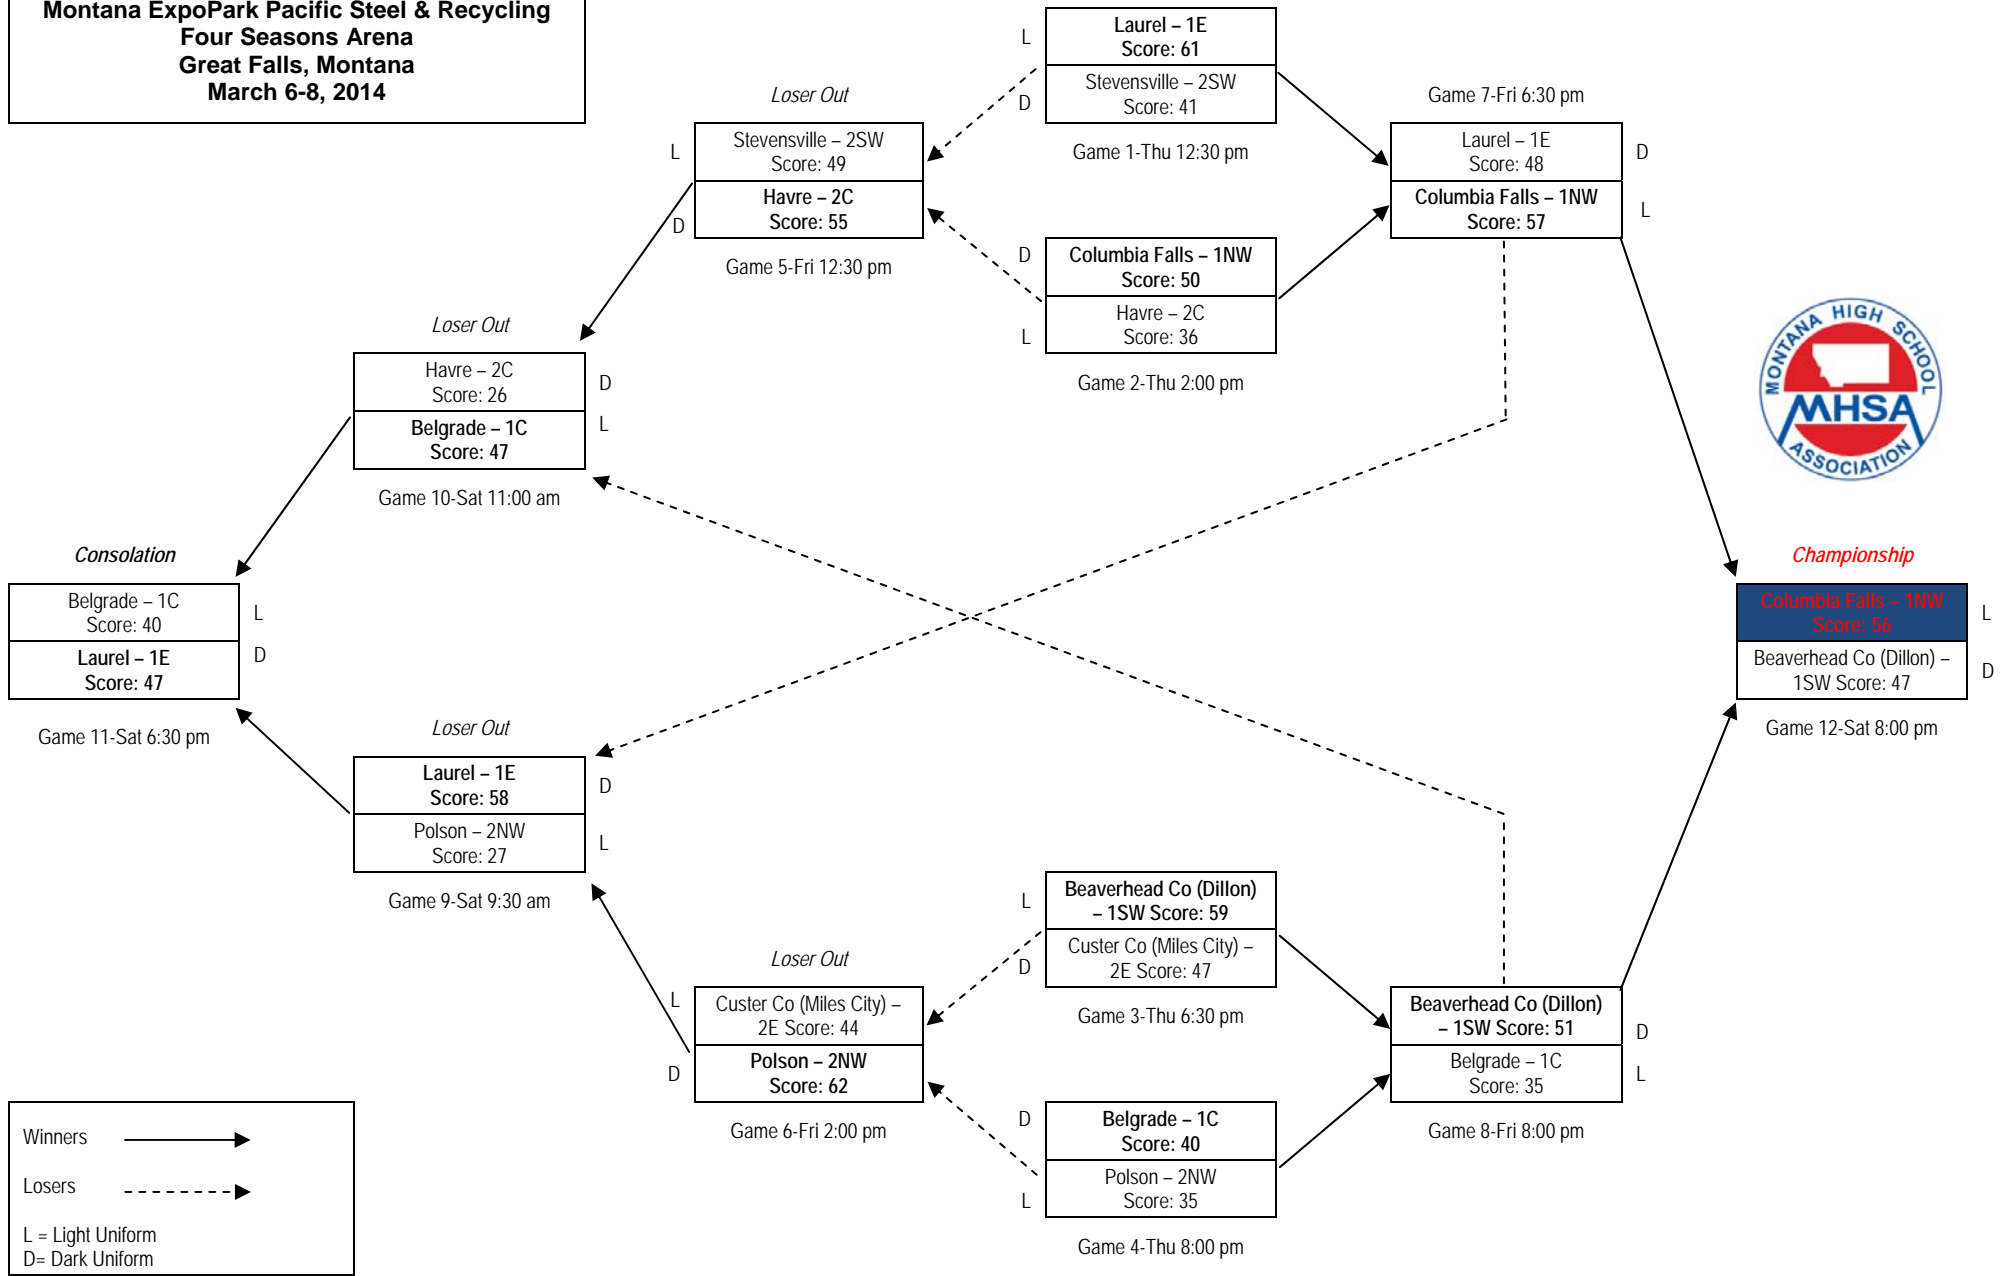 Montana ExpoPark Pacific Steel & Recycling
Four Seasons Arena
Great Falls, Montana
March 6-8, 2014
L
Laurel – 1E
Score: 61
D
Stevensville – 2SW
Score: 41
Game 1-Thu 12:30 pm
D
Columbia Falls – 1NW
Score: 50
L
Havre – 2C
Score: 36
Game 2-Thu 2:00 pm
Loser Out
L
Stevensville – 2SW
Score: 49
D
Havre – 2C
Score: 55
Game 5-Fri 12:30 pm
Game 7-Fri 6:30 pm
Laurel – 1E
Score: 48
D
Columbia Falls – 1NW
Score: 57
L
Loser Out
Havre – 2C
Score: 26
D
Belgrade – 1C
Score: 47
L
Game 10-Sat 11:00 am
MONTANA HIGH SCHOOL
MHSA
ASSOCIATION
Consolation
Belgrade – 1C
Score: 40
L
Laurel – 1E
Score: 47
D
Game 11-Sat 6:30 pm
Championship
Columbia Falls – 1NW
Score: 56
L
Beaverhead Co (Dillon) –
1SW Score: 47
D
Game 12-Sat 8:00 pm
Loser Out
Laurel – 1E
Score: 58
D
Polson – 2NW
Score: 27
L
Game 9-Sat 9:30 am
Loser Out
L
Custer Co (Miles City) –
2E Score: 44
D
Polson – 2NW
Score: 62
Game 6-Fri 2:00 pm
L
Beaverhead Co (Dillon)
– 1SW Score: 59
D
Custer Co (Miles City) –
2E Score: 47
Game 3-Thu 6:30 pm
D
Belgrade – 1C
Score: 40
L
Polson – 2NW
Score: 35
Game 4-Thu 8:00 pm
Beaverhead Co (Dillon)
– 1SW Score: 51
D
Belgrade – 1C
Score: 35
L
Game 8-Fri 8:00 pm
Winners
Losers
L = Light Uniform
D= Dark Uniform